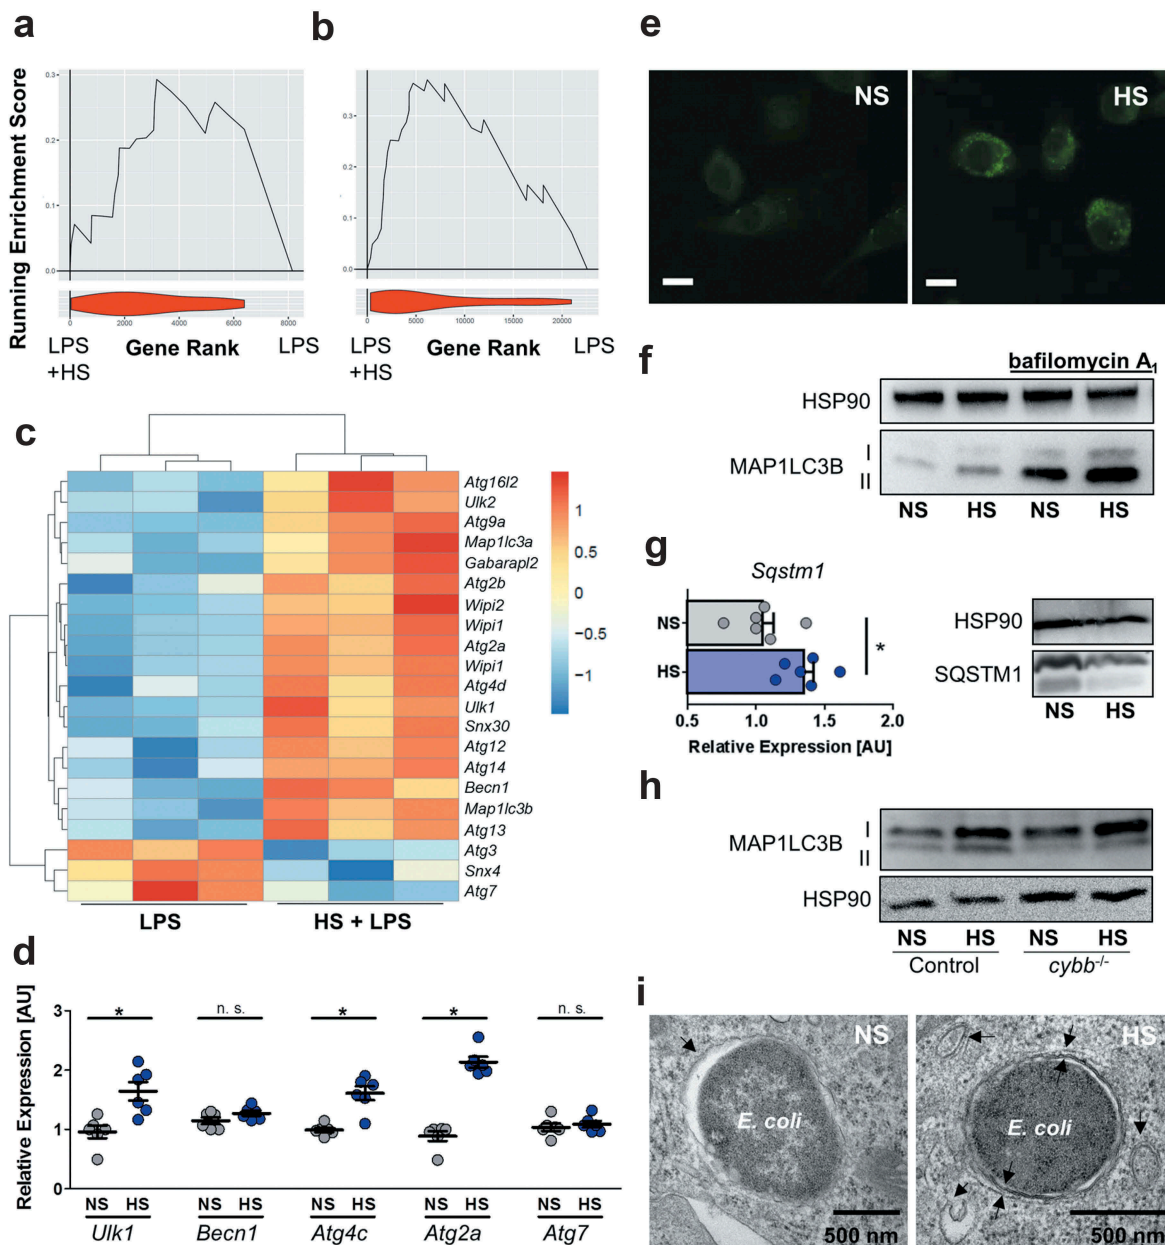 a
b
Running Enrichment Score
0.3
0.2
0.1
0.0
0
2000
4000
6000
8000
LPS
+HS
Gene Rank
LPS
0.3
0.2
0.1
0.0
0
5000
10000
15000
20000
LPS
+HS
Gene Rank
LPS
c
Atg16l2
Ulk2
Atg9a
Map1lc3a
Gabarapl2
Atg2b
Wipi2
Wipi1
Atg2a
Wipi1
Atg4d
Ulk1
Snx30
Atg12
Atg14
Becn1
Map1lc3b
Atg13
Atg3
Snx4
Atg7
1
0.5
0
−0.5
−1
LPS
HS + LPS
d
Relative Expression [AU]
3
2
1
0
*
n. s.
*
*
n.s.
NS HS NS HS NS HS NS HS NS HS
Ulk1 Becn1 Atg4c Atg2a Atg7
e
NS
HS
f
bafilomycin A1
HSP90
MAP1LC3B
I
II
NS HS NS HS
g
Sqstm1
NS
HS
*
0.5 1.0 1.5 2.0
Relative Expression [AU]
HSP90
SQSTM1
NS HS
h
MAP1LC3B
I
II
HSP90
NS HS NS HS
Control cybb-/-
i
NS
E. coli
500 nm
HS
E. coli
500 nm